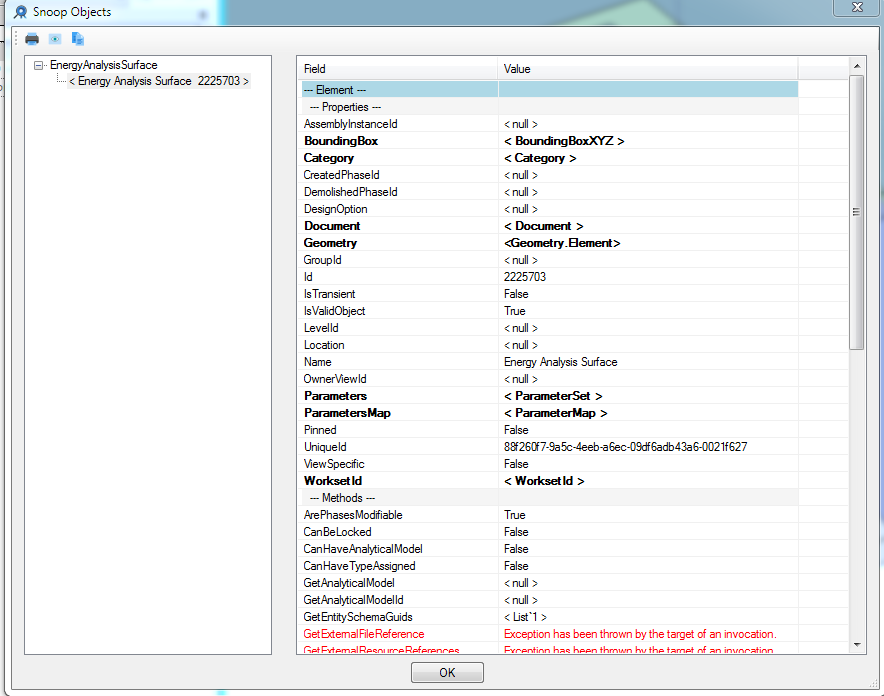 Snoop Objects
EnergyAnalysisSurface
< Energy Analysis Surface 2225703 >
Field Value
--- Element ---
--- Properties ---
AssemblyInstanceId < null >
BoundingBox < BoundingBoxXYZ >
Category < Category >
CreatedPhaseId < null >
DemolishedPhaseId < null >
DesignOption < null >
Document < Document >
Geometry <Geometry.Element>
GroupId < null >
Id 2225703
IsTransient False
IsValidObject True
LevelId < null >
Location < null >
Name Energy Analysis Surface
OwnerViewId < null >
Parameters < ParameterSet >
ParametersMap < ParameterMap >
Pinned False
UniqueId 88f260f7-9a5c-4eeb-a6ec-09df6adb43a6-0021f627
ViewSpecific False
WorksetId < WorksetId >
--- Methods ---
ArePhasesModifiable True
CanBeLocked False
CanHaveAnalyticalModel False
CanHaveTypeAssigned False
GetAnalyticalModel < null >
GetAnalyticalModelId < null >
GetEntitySchemaGuids < List`1 >
GetExternalFileReference Exception has been thrown by the target of an invocation.
GetExternalResourceReferences Exception has been thrown by the target of an invocation.
OK